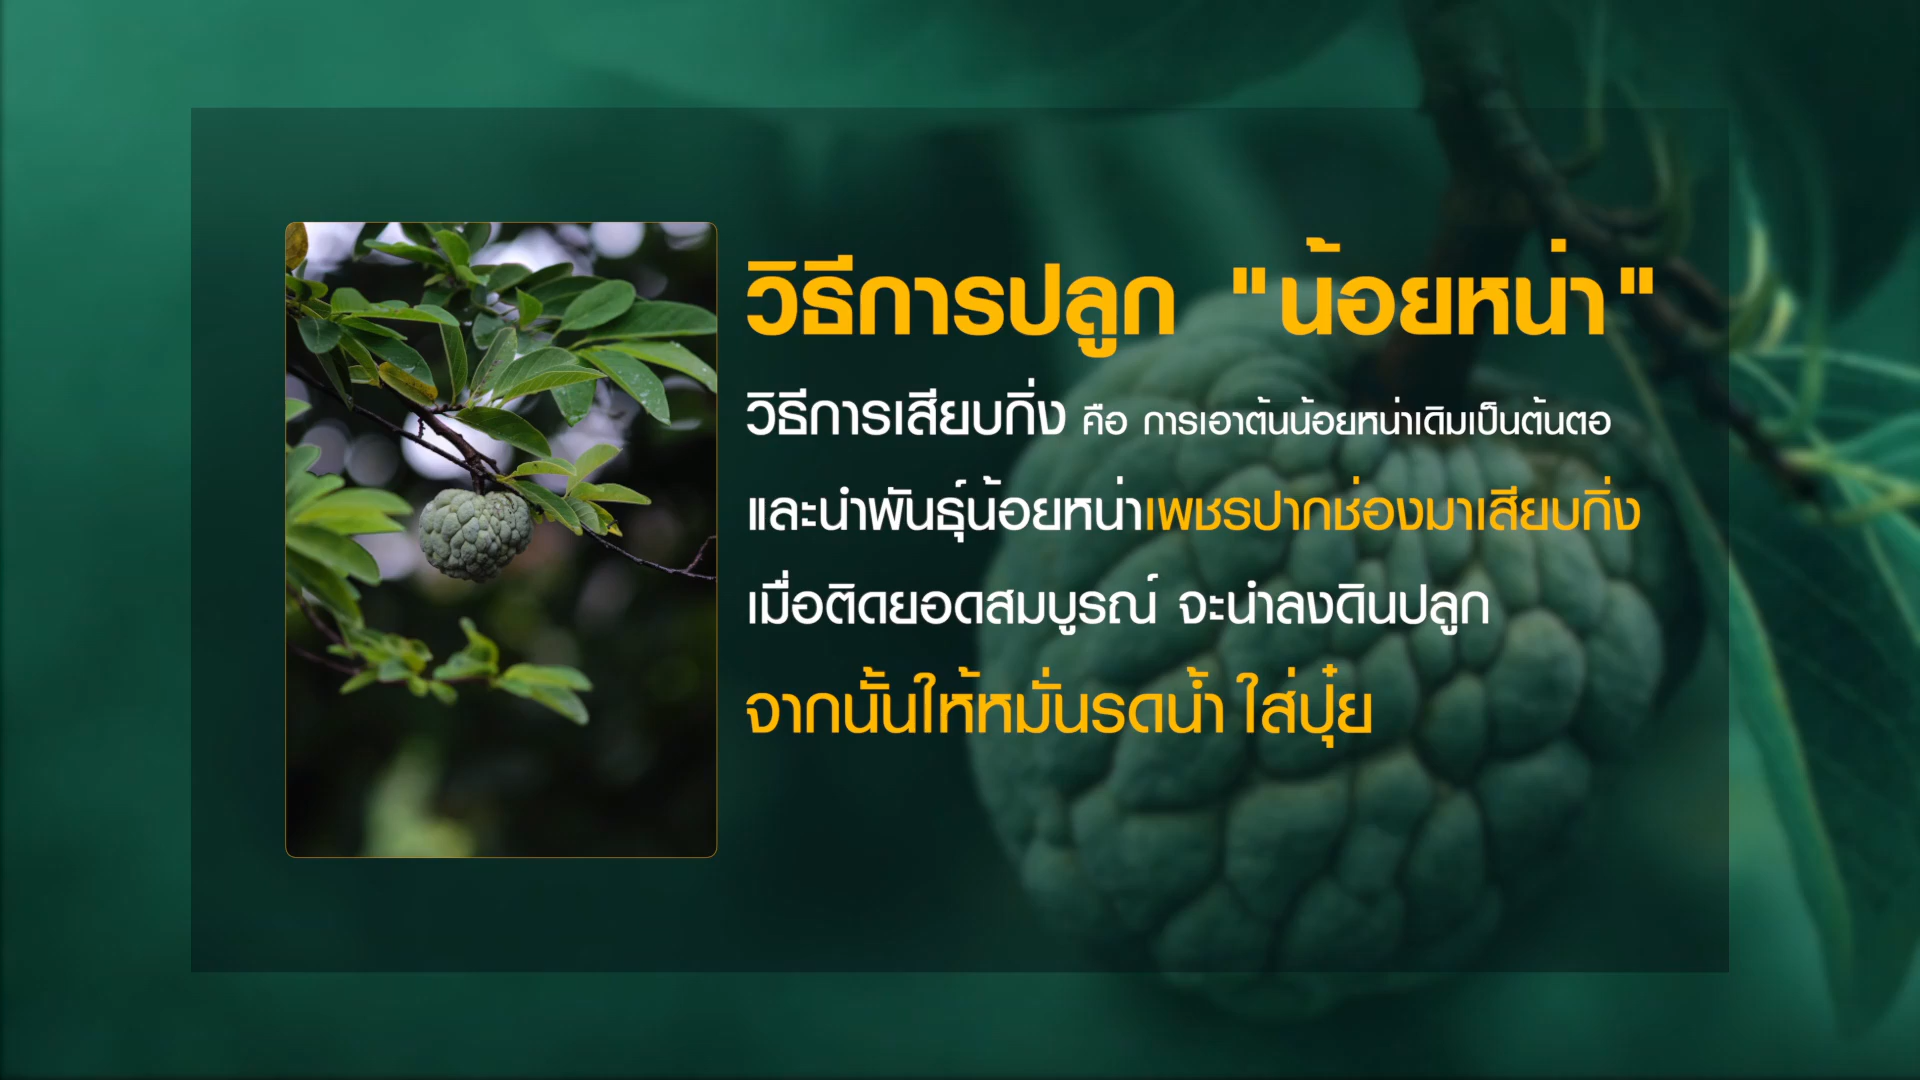 วิธีการปลูก "น้อยหน่า"
วิธีการเสียบกิ่ง คือ การเอาต้นน้อยหน่าเดิมเป็นต้นตอ
และนำพันธุ์น้อยหน่าเพชรปากช่องมาเสียบกิ่ง
เมื่อติดยอดสมบูรณ์ จะนำลงดินปลูก
จากนั้นให้หมั่นรดน้ำ ใส่ปุ๋ย